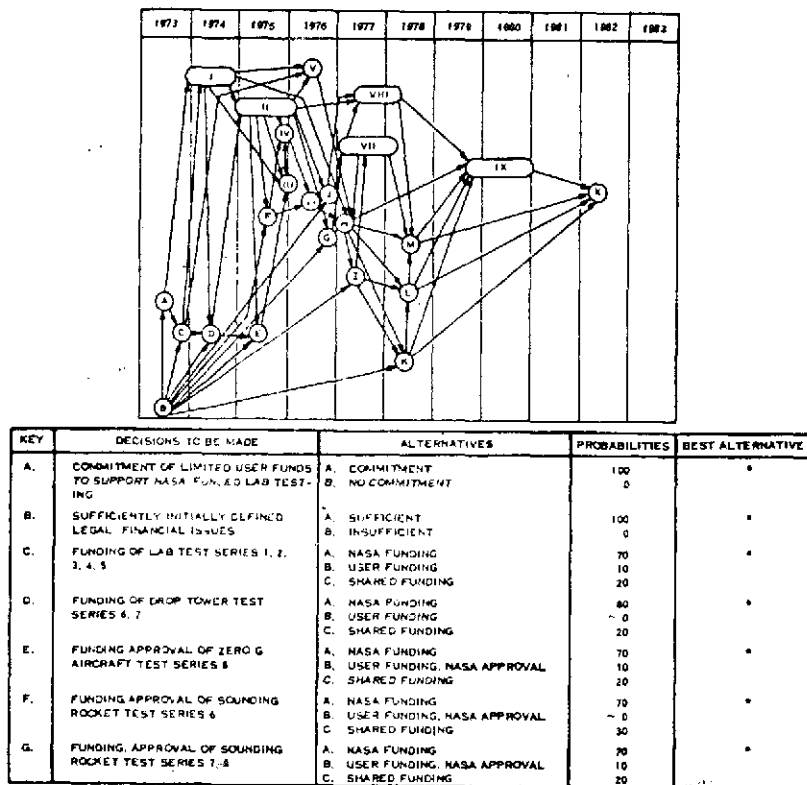 1973 1974 1975 1976 1977 1978 1979 1980 1981 1982 1983
I
V
II
VIII
IV
VII
III
IX
F
J
X
G
H
M
I
L
A
C
D
E
K
B
KEY DECISIONS TO BE MADE ALTERNATIVES PROBABILITIES BEST ALTERNATIVE
A. COMMITMENT OF LIMITED USER FUNDS A. COMMITMENT 100 *
TO SUPPORT NASA FUNDED LAB TEST- B. NO COMMITMENT 0
ING
B. SUFFICIENTLY INITIALLY DEFINED A. SUFFICIENT 100 *
LEGAL, FINANCIAL ISSUES B. INSUFFICIENT 0
C. FUNDING OF LAB TEST SERIES 1, 2, A. NASA FUNDING 70 *
3, 4, 5 B. USER FUNDING 10
C. SHARED FUNDING 20
D. FUNDING OF DROP TOWER TEST A. NASA FUNDING 80 *
SERIES 6, 7 B. USER FUNDING ~ 0
C. SHARED FUNDING 20
E. FUNDING APPROVAL OF ZERO G A. NASA FUNDING 70 *
AIRCRAFT TEST SERIES 8 B. USER FUNDING, NASA APPROVAL 10
C. SHARED FUNDING 20
F. FUNDING APPROVAL OF SOUNDING A. NASA FUNDING 70 *
ROCKET TEST SERIES 6 B. USER FUNDING, NASA APPROVAL ~ 0
C. SHARED FUNDING 30
G. FUNDING, APPROVAL OF SOUNDING A. NASA FUNDING 70 *
ROCKET TEST SERIES 7, 8 B. USER FUNDING, NASA APPROVAL 10
C. SHARED FUNDING 20